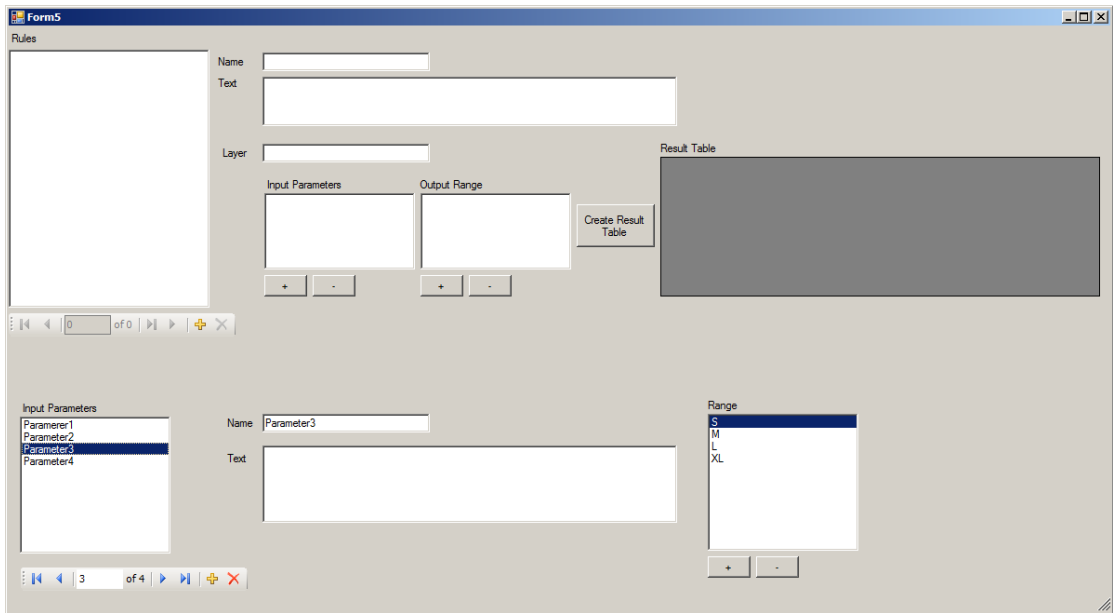 Form5
Rules
Name
Text
Layer
Result Table
Input Parameters
Output Range
Create Result
Table
+
-
+
-
0
of 0
Input Parameters
Paramerer1
Parameter2
Parameter3
Parameter4
Name
Parameter3
Text
Range
S
M
L
XL
+
-
3
of 4